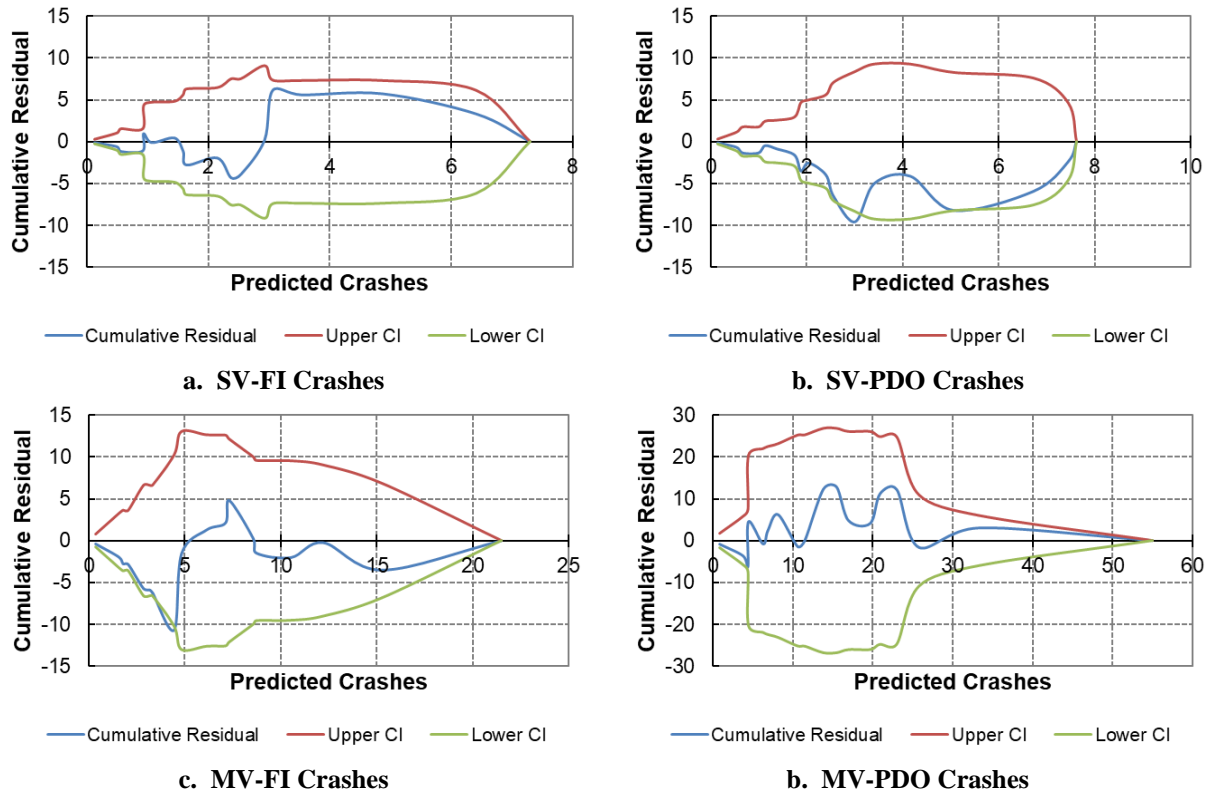 15
10
5
0
-5
-10
-15
0 2 4 6 8
Cumulative Residual
Predicted Crashes
Cumulative Residual Upper CI Lower CI
a. SV-FI Crashes
15
10
5
0
-5
-10
-15
0 2 4 6 8 10
Cumulative Residual
Predicted Crashes
Cumulative Residual Upper CI Lower CI
b. SV-PDO Crashes
15
10
5
0
-5
-10
-15
0 5 10 15 20 25
Cumulative Residual
Predicted Crashes
Cumulative Residual Upper CI Lower CI
c. MV-FI Crashes
30
20
10
0
-10
-20
-30
0 10 20 30 40 50 60
Cumulative Residual
Predicted Crashes
Cumulative Residual Upper CI Lower CI
b. MV-PDO Crashes